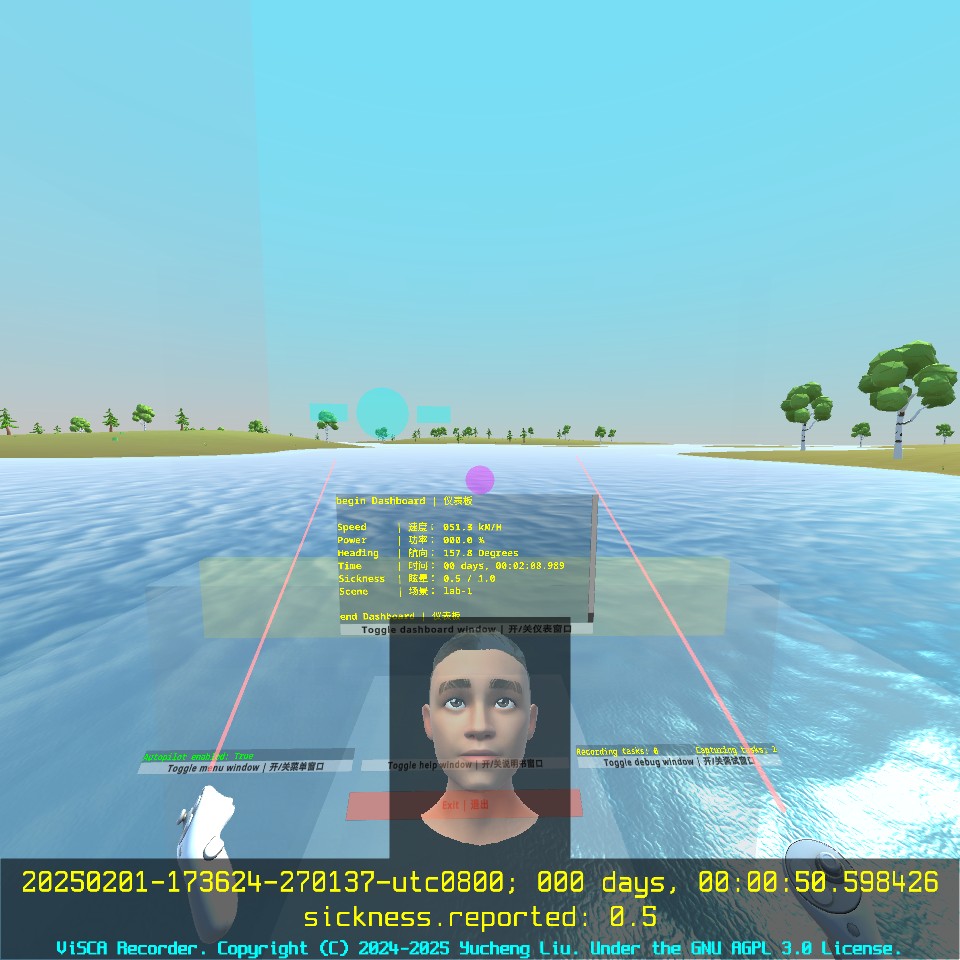 begin Dashboard | 仪表板
Speed | 速度： 051.3 kM/H
Power | 功率： 000.0 %
Heading | 航向： 157.8 Degrees
Time | 时间： 00 days, 00:02:08.989
Sickness | 眩晕： 0.5 / 1.0
Scene | 场景： lab-1
end Dashboard | 仪表板
Toggle dashboard window | 开/关仪表窗口
Autopilot enabled: True
Recording tasks: 0 Capturing tasks: 2
Toggle menu window | 开/关菜单窗口
Toggle help window | 开/关说明书窗口
Toggle debug window | 开/关调试窗口
Exit | 退出
20250201-173624-270137-utc0800; 000 days, 00:00:50.598426
sickness.reported: 0.5
ViSCA Recorder. Copyright (C) 2024-2025 Yucheng Liu. Under the GNU AGPL 3.0 License.